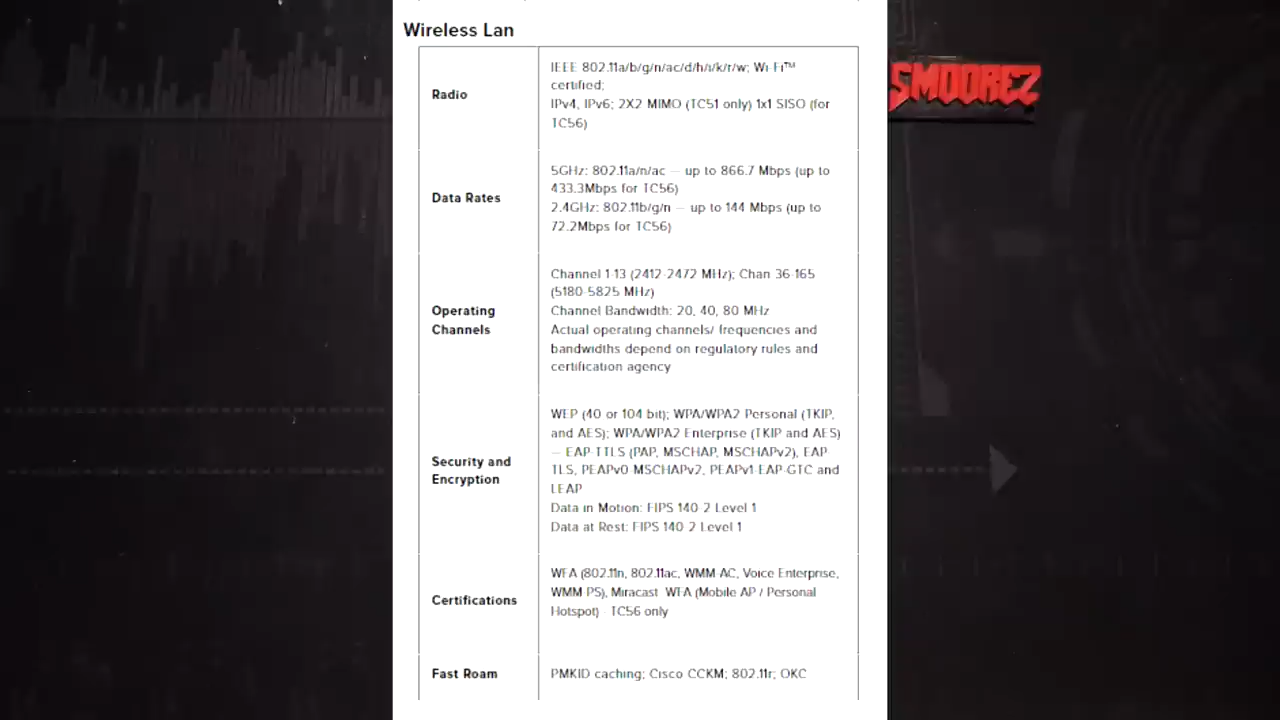 Wireless Lan
SMOOREZ
Radio
IEEE 802.11a/b/g/n/ac/d/h/i/k/r/w; Wi-Fi™
certified;
IPv4, IPv6; 2X2 MIMO (TC51 only) 1x1 SISO (for
TC56)
Data Rates
5GHz: 802.11a/n/ac — up to 866.7 Mbps (up to
433.3Mbps for TC56)
2.4GHz: 802.11b/g/n — up to 144 Mbps (up to
72.2Mbps for TC56)
Operating
Channels
Channel 1-13 (2412-2472 MHz); Chan 36-165
(5180-5825 MHz)
Channel Bandwidth: 20, 40, 80 MHz
Actual operating channels/ frequencies and
bandwidths depend on regulatory rules and
certification agency
Security and
Encryption
WEP (40 or 104 bit); WPA/WPA2 Personal (TKIP,
and AES); WPA/WPA2 Enterprise (TKIP and AES)
— EAP-TTLS (PAP, MSCHAP, MSCHAPv2), EAP-
TLS, PEAPv0-MSCHAPv2, PEAPv1-EAP-GTC and
LEAP
Data in Motion: FIPS 140-2 Level 1
Data at Rest: FIPS 140-2 Level 1
Certifications
WFA (802.11n, 802.11ac, WMM-AC, Voice Enterprise,
WMM-PS), Miracast WFA (Mobile AP / Personal
Hotspot) - TC56 only
Fast Roam
PMKID caching; Cisco CCKM; 802.11r; OKC